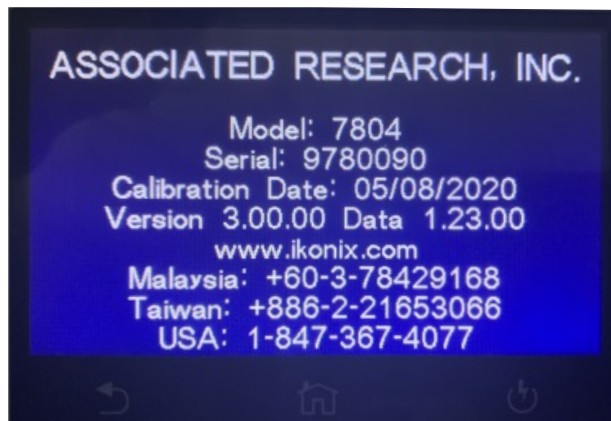 ASSOCIATED RESEARCH, INC.
Model: 7804
Serial: 9780090
Calibration Date: 05/08/2020
Version 3.00.00 Data 1.23.00
www.ikonix.com
Malaysia: +60-3-78429168
Taiwan: +886-2-21653066
USA: 1-847-367-4077